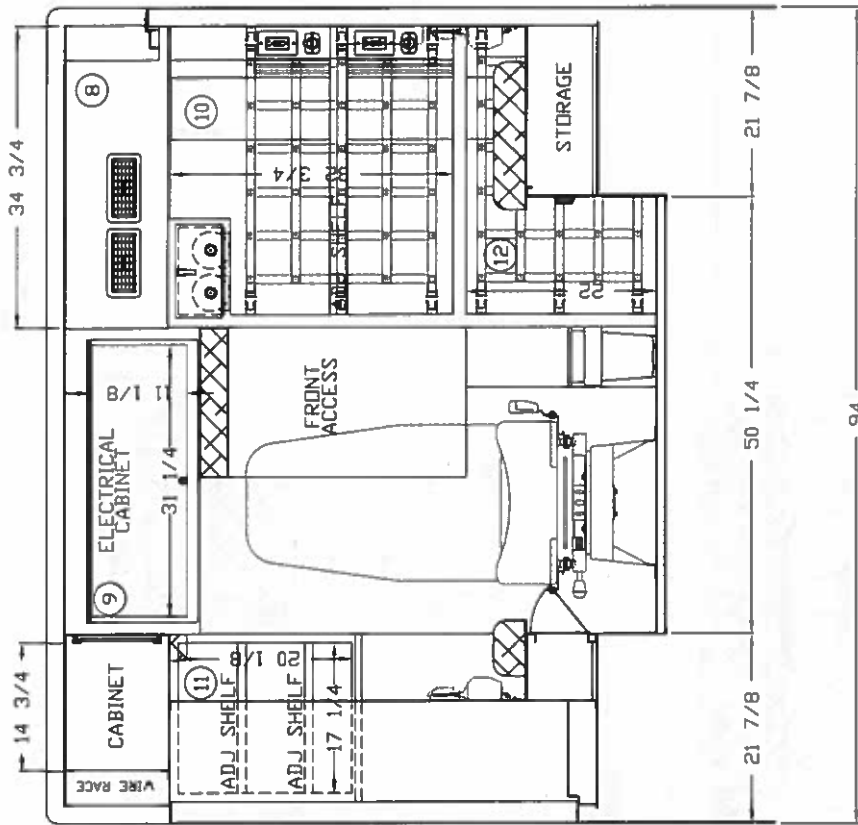 34 3/4
14 3/4
8
WIRE RACE
CABINET
9
ELECTRICAL
CABINET
11 1/8
31 1/4
10
3/4
ADJ SHELF
FRONT
ACCESS
11
20 1/8
ADJ SHELF
ADJ SHELF
17 1/4
12
22
STORAGE
21 7/8
50 1/4
21 7/8
94